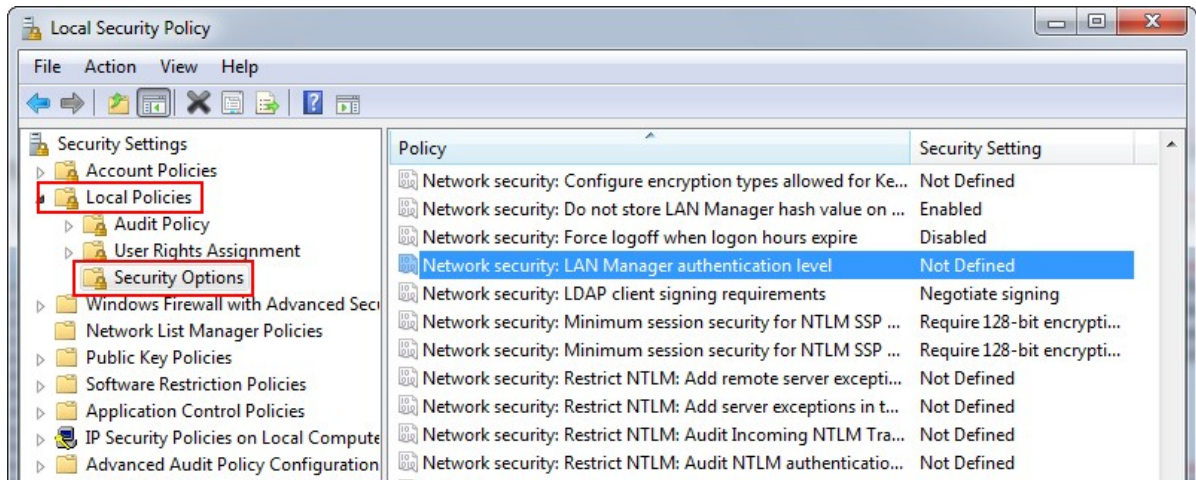 Local Security Policy
File Action View Help
Security Settings
Account Policies
Local Policies
Audit Policy
User Rights Assignment
Security Options
Windows Firewall with Advanced Secu
Network List Manager Policies
Public Key Policies
Software Restriction Policies
Application Control Policies
IP Security Policies on Local Compute
Advanced Audit Policy Configuration
Policy Security Setting
Network security: Configure encryption types allowed for Ke... Not Defined
Network security: Do not store LAN Manager hash value on ... Enabled
Network security: Force logoff when logon hours expire Disabled
Network security: LAN Manager authentication level Not Defined
Network security: LDAP client signing requirements Negotiate signing
Network security: Minimum session security for NTLM SSP ... Require 128-bit encrypti...
Network security: Minimum session security for NTLM SSP ... Require 128-bit encrypti...
Network security: Restrict NTLM: Add remote server excepti... Not Defined
Network security: Restrict NTLM: Add server exceptions in t... Not Defined
Network security: Restrict NTLM: Audit Incoming NTLM Tra... Not Defined
Network security: Restrict NTLM: Audit NTLM authenticatio... Not Defined